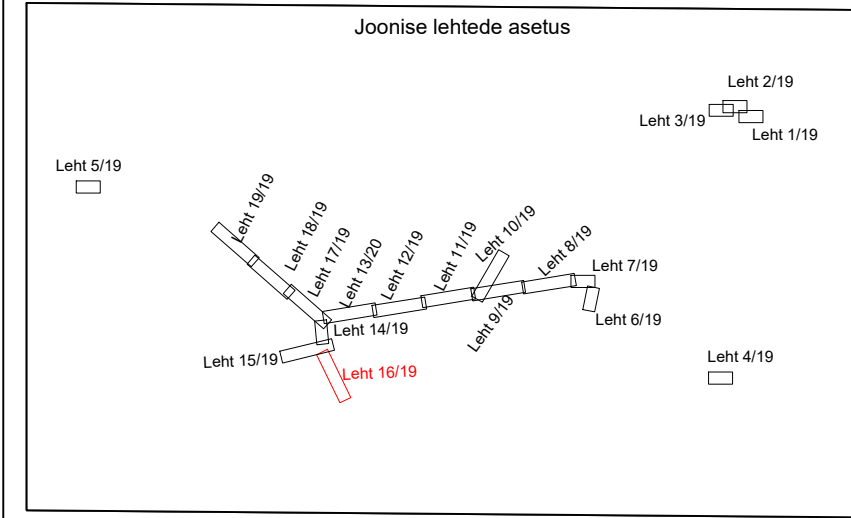 Joonise lehtede asetus
Leht 2/19
Leht 3/19
Leht 1/19
Leht 5/19
Leht 19/19
Leht 18/19
Leht 17/19
Leht 13/20
Leht 12/19
Leht 11/19
Leht 10/19
Leht 9/19
Leht 8/19
Leht 7/19
Leht 6/19
Leht 14/19
Leht 15/19
Leht 16/19
Leht 4/19